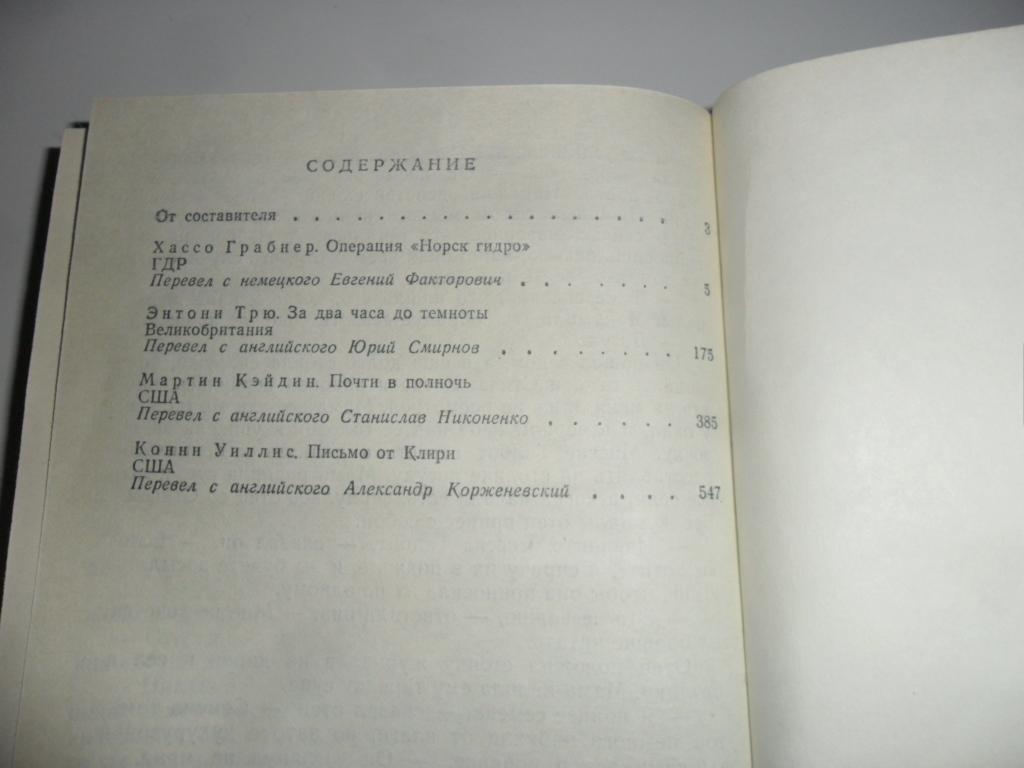 СОДЕРЖАНИЕ
От составителя . . . . . . . . . . . . . . . . . . 3
Хассо Грабнер. Операция «Норск гидро»
ГДР
Перевел с немецкого Евгений Факторович . . . . . . . 5
Энтони Трю. За два часа до темноты
Великобритания
Перевел с английского Юрий Смирнов . . . . . . . . 175
Мартин Кэйдин. Почти в полночь
США
Перевел с английского Станислав Никоненко . . . . . . 385
Конни Уиллис. Письмо от Клири
США
Перевел с английского Александр Корженевский . . . . 547